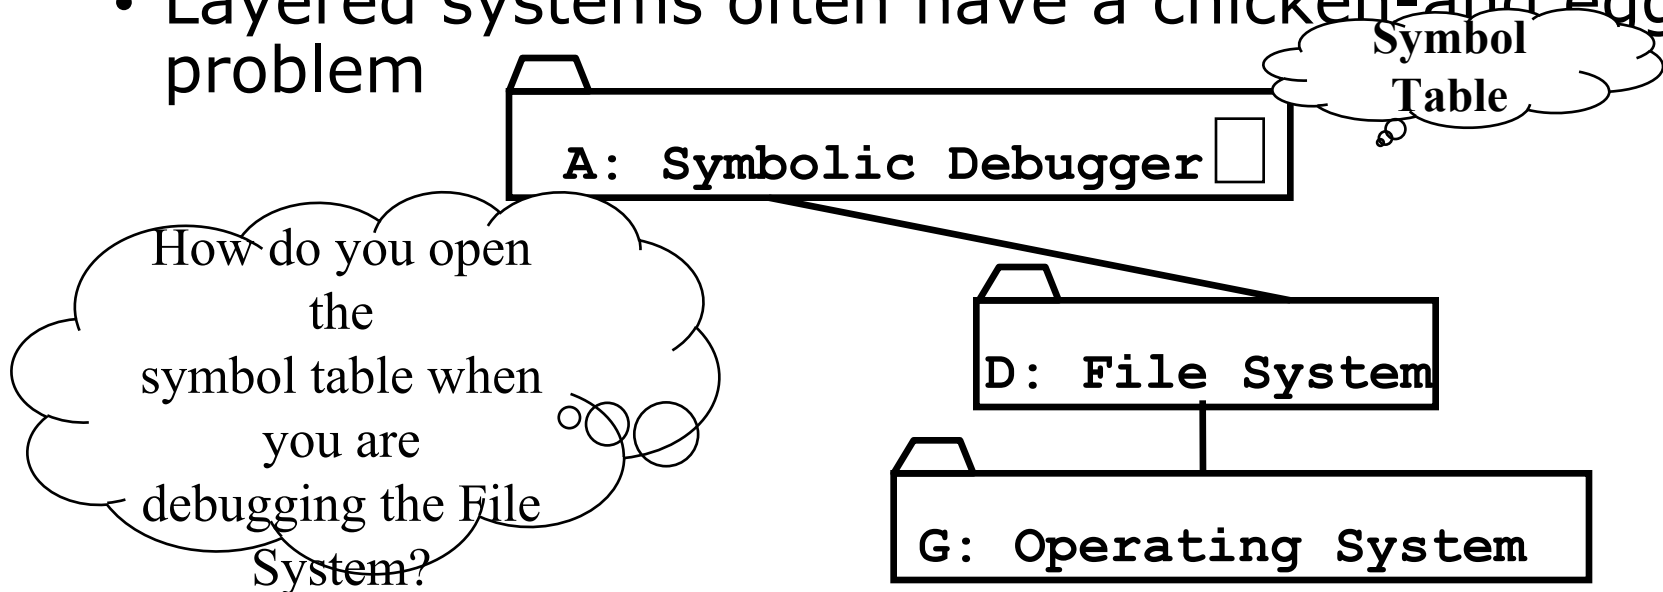 • Layered systems often have a chicken-and egg
problem
Symbol
Table
A: Symbolic Debugger
How do you open
the
symbol table when
you are
debugging the File
System?
D: File System
G: Operating System